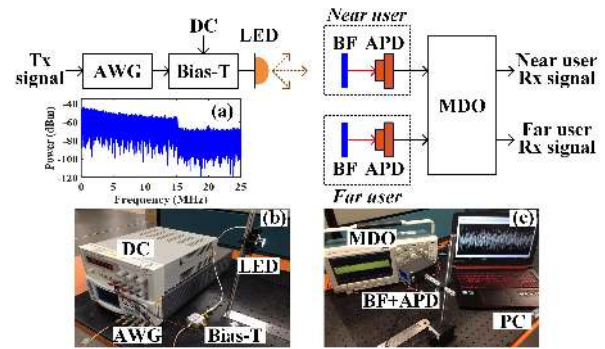 DC
LED
Tx
signal
AWG
Bias-T
(a)
Power (dBm)
-40
-60
-80
-100
-120
0
5
10
15
20
25
Frequency (MHz)
Near user
BF
APD
MDO
Near user
Rx signal
BF
APD
Far user
Far user
Rx signal
(b)
DC
LED
AWG
Bias-T
(c)
MDO
BF+APD
PC